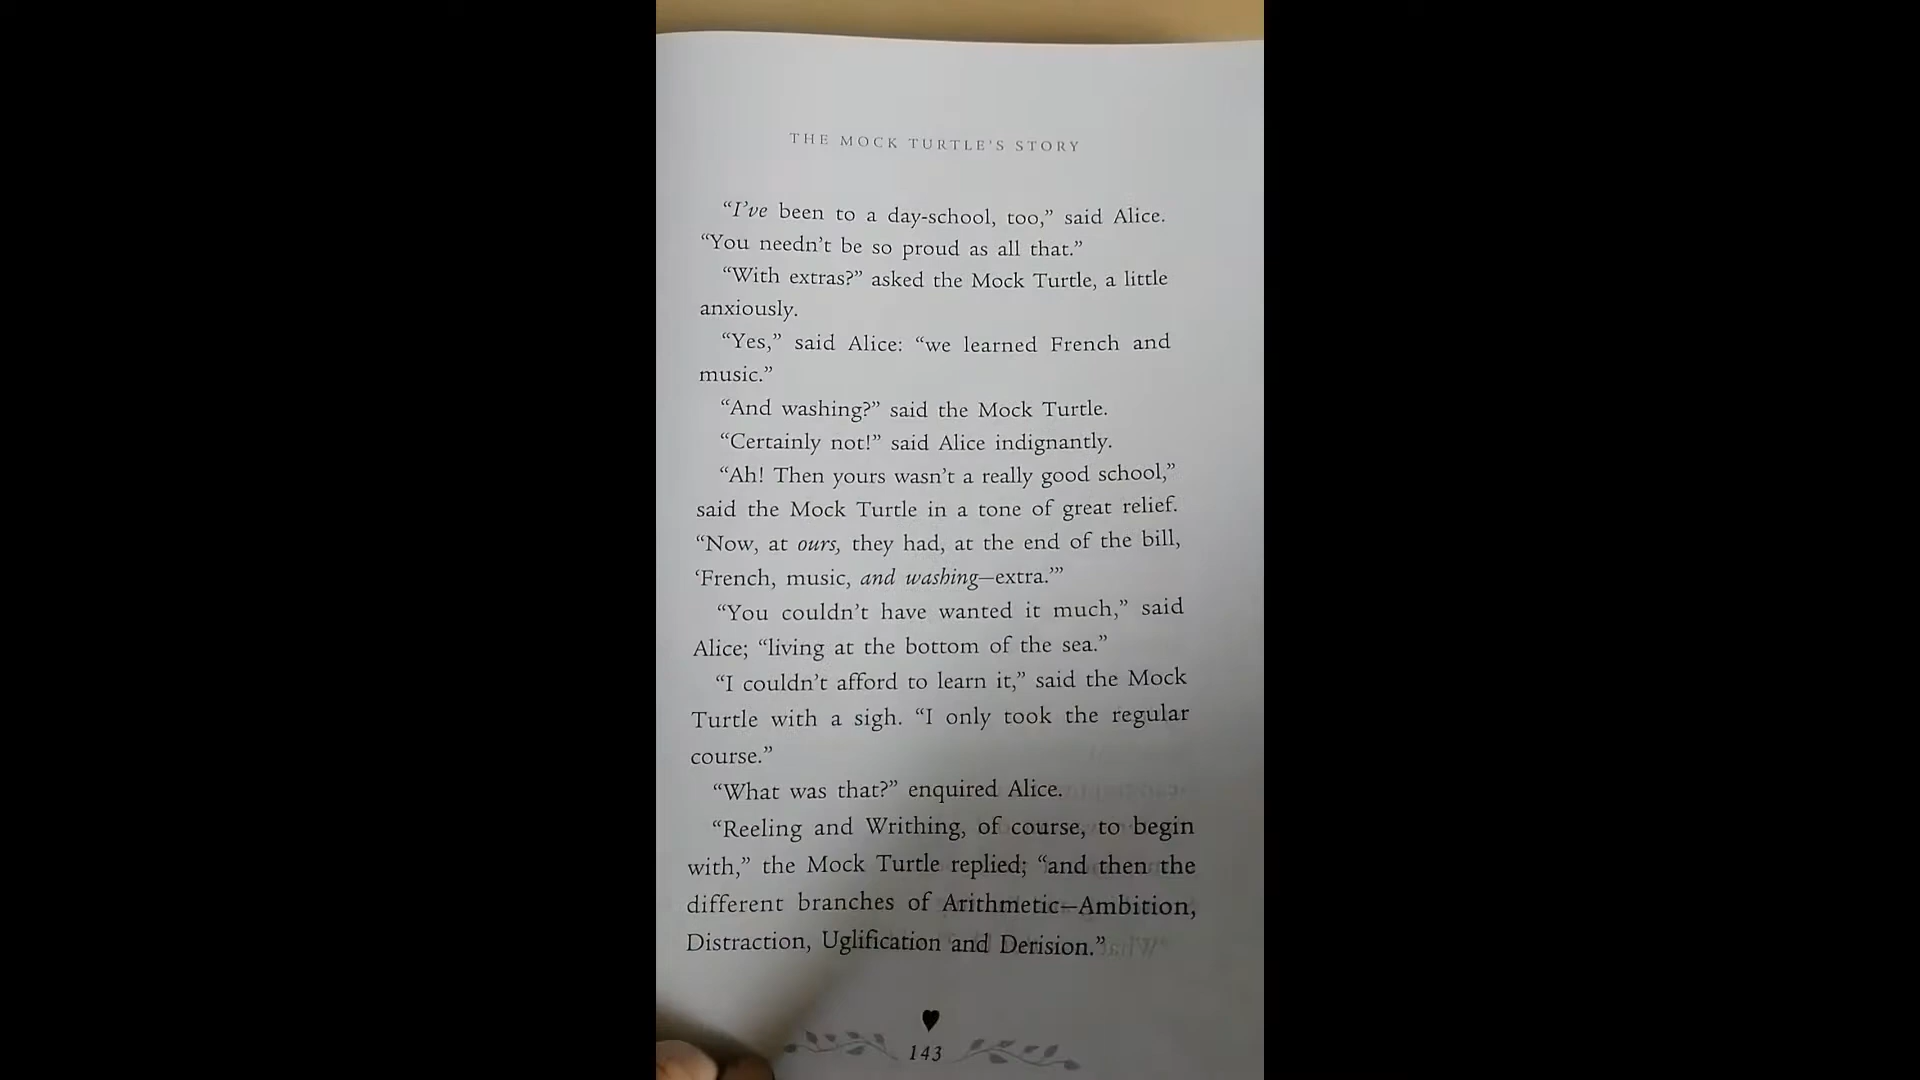 THE MOCK TURTLE'S STORY
“I’ve been to a day-school, too,” said Alice.
“You needn’t be so proud as all that.”
“With extras?” asked the Mock Turtle, a little
anxiously.
“Yes,” said Alice: “we learned French and
music.”
“And washing?” said the Mock Turtle.
“Certainly not!” said Alice indignantly.
“Ah! Then yours wasn’t a really good school,”
said the Mock Turtle in a tone of great relief.
“Now, at ours, they had, at the end of the bill,
‘French, music, and washing—extra.’”
“You couldn’t have wanted it much,” said
Alice; “living at the bottom of the sea.”
“I couldn’t afford to learn it,” said the Mock
Turtle with a sigh. “I only took the regular
course.”
“What was that?” enquired Alice.
“Reeling and Writhing, of course, to begin
with,” the Mock Turtle replied; “and then the
different branches of Arithmetic—Ambition,
Distraction, Uglification and Derision.”
143